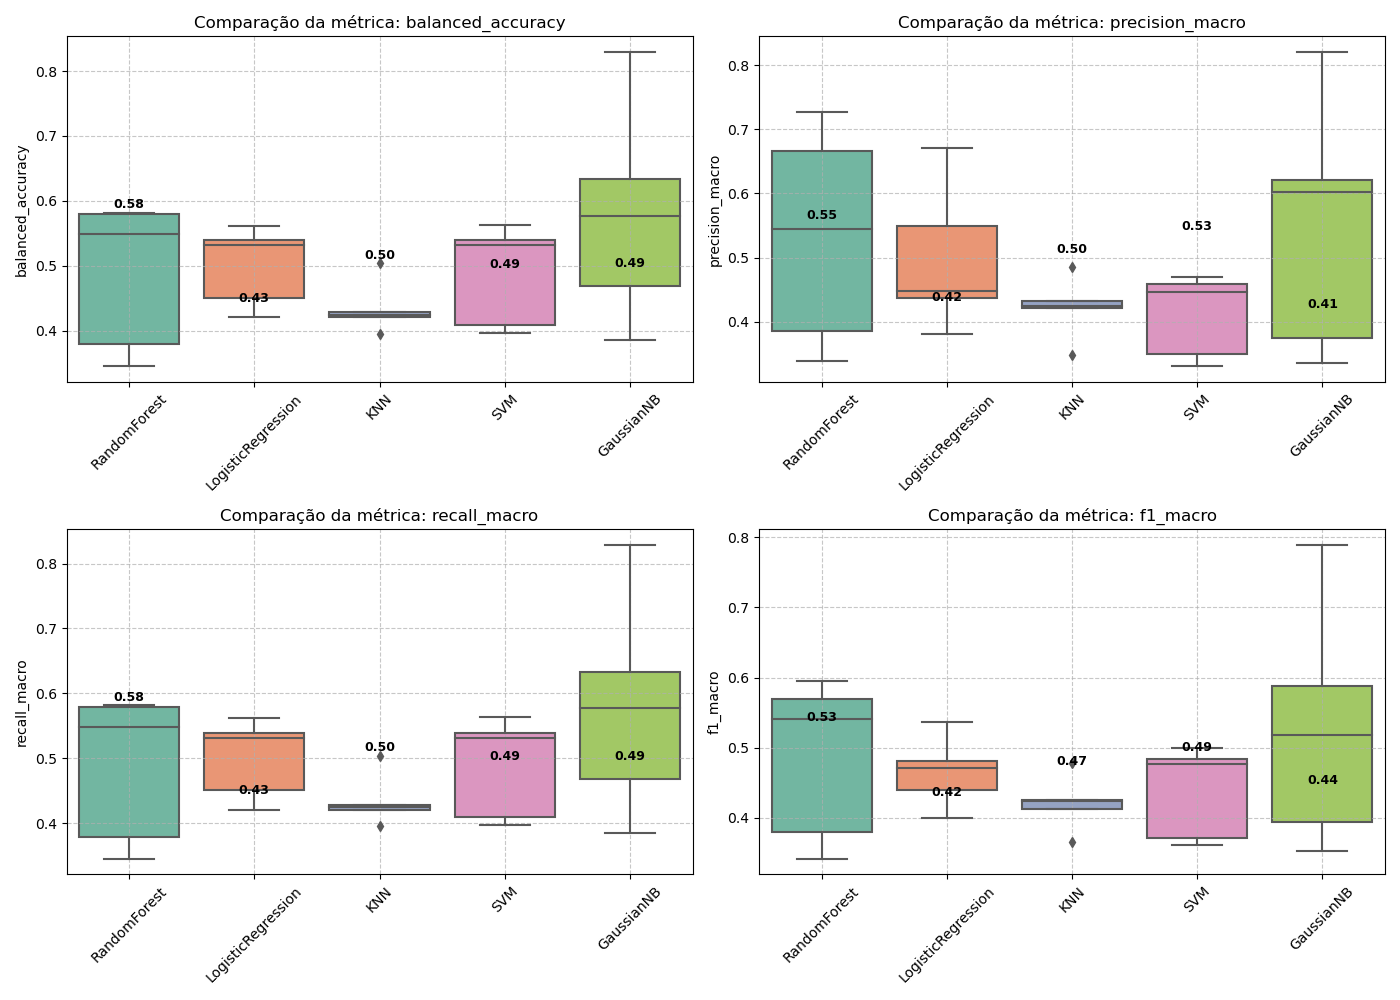 Comparação da métrica: balanced_accuracy
balanced_accuracy
0.8
0.7
0.6
0.5
0.4
0.58
0.43
0.50
0.49
0.49
RandomForest
LogisticRegression
KNN
SVM
GaussianNB
Comparação da métrica: precision_macro
precision_macro
0.8
0.7
0.6
0.5
0.4
0.55
0.42
0.50
0.53
0.41
RandomForest
LogisticRegression
KNN
SVM
GaussianNB
Comparação da métrica: recall_macro
recall_macro
0.8
0.7
0.6
0.5
0.4
0.58
0.43
0.50
0.49
0.49
RandomForest
LogisticRegression
KNN
SVM
GaussianNB
Comparação da métrica: f1_macro
f1_macro
0.8
0.7
0.6
0.5
0.4
0.53
0.42
0.47
0.49
0.44
RandomForest
LogisticRegression
KNN
SVM
GaussianNB